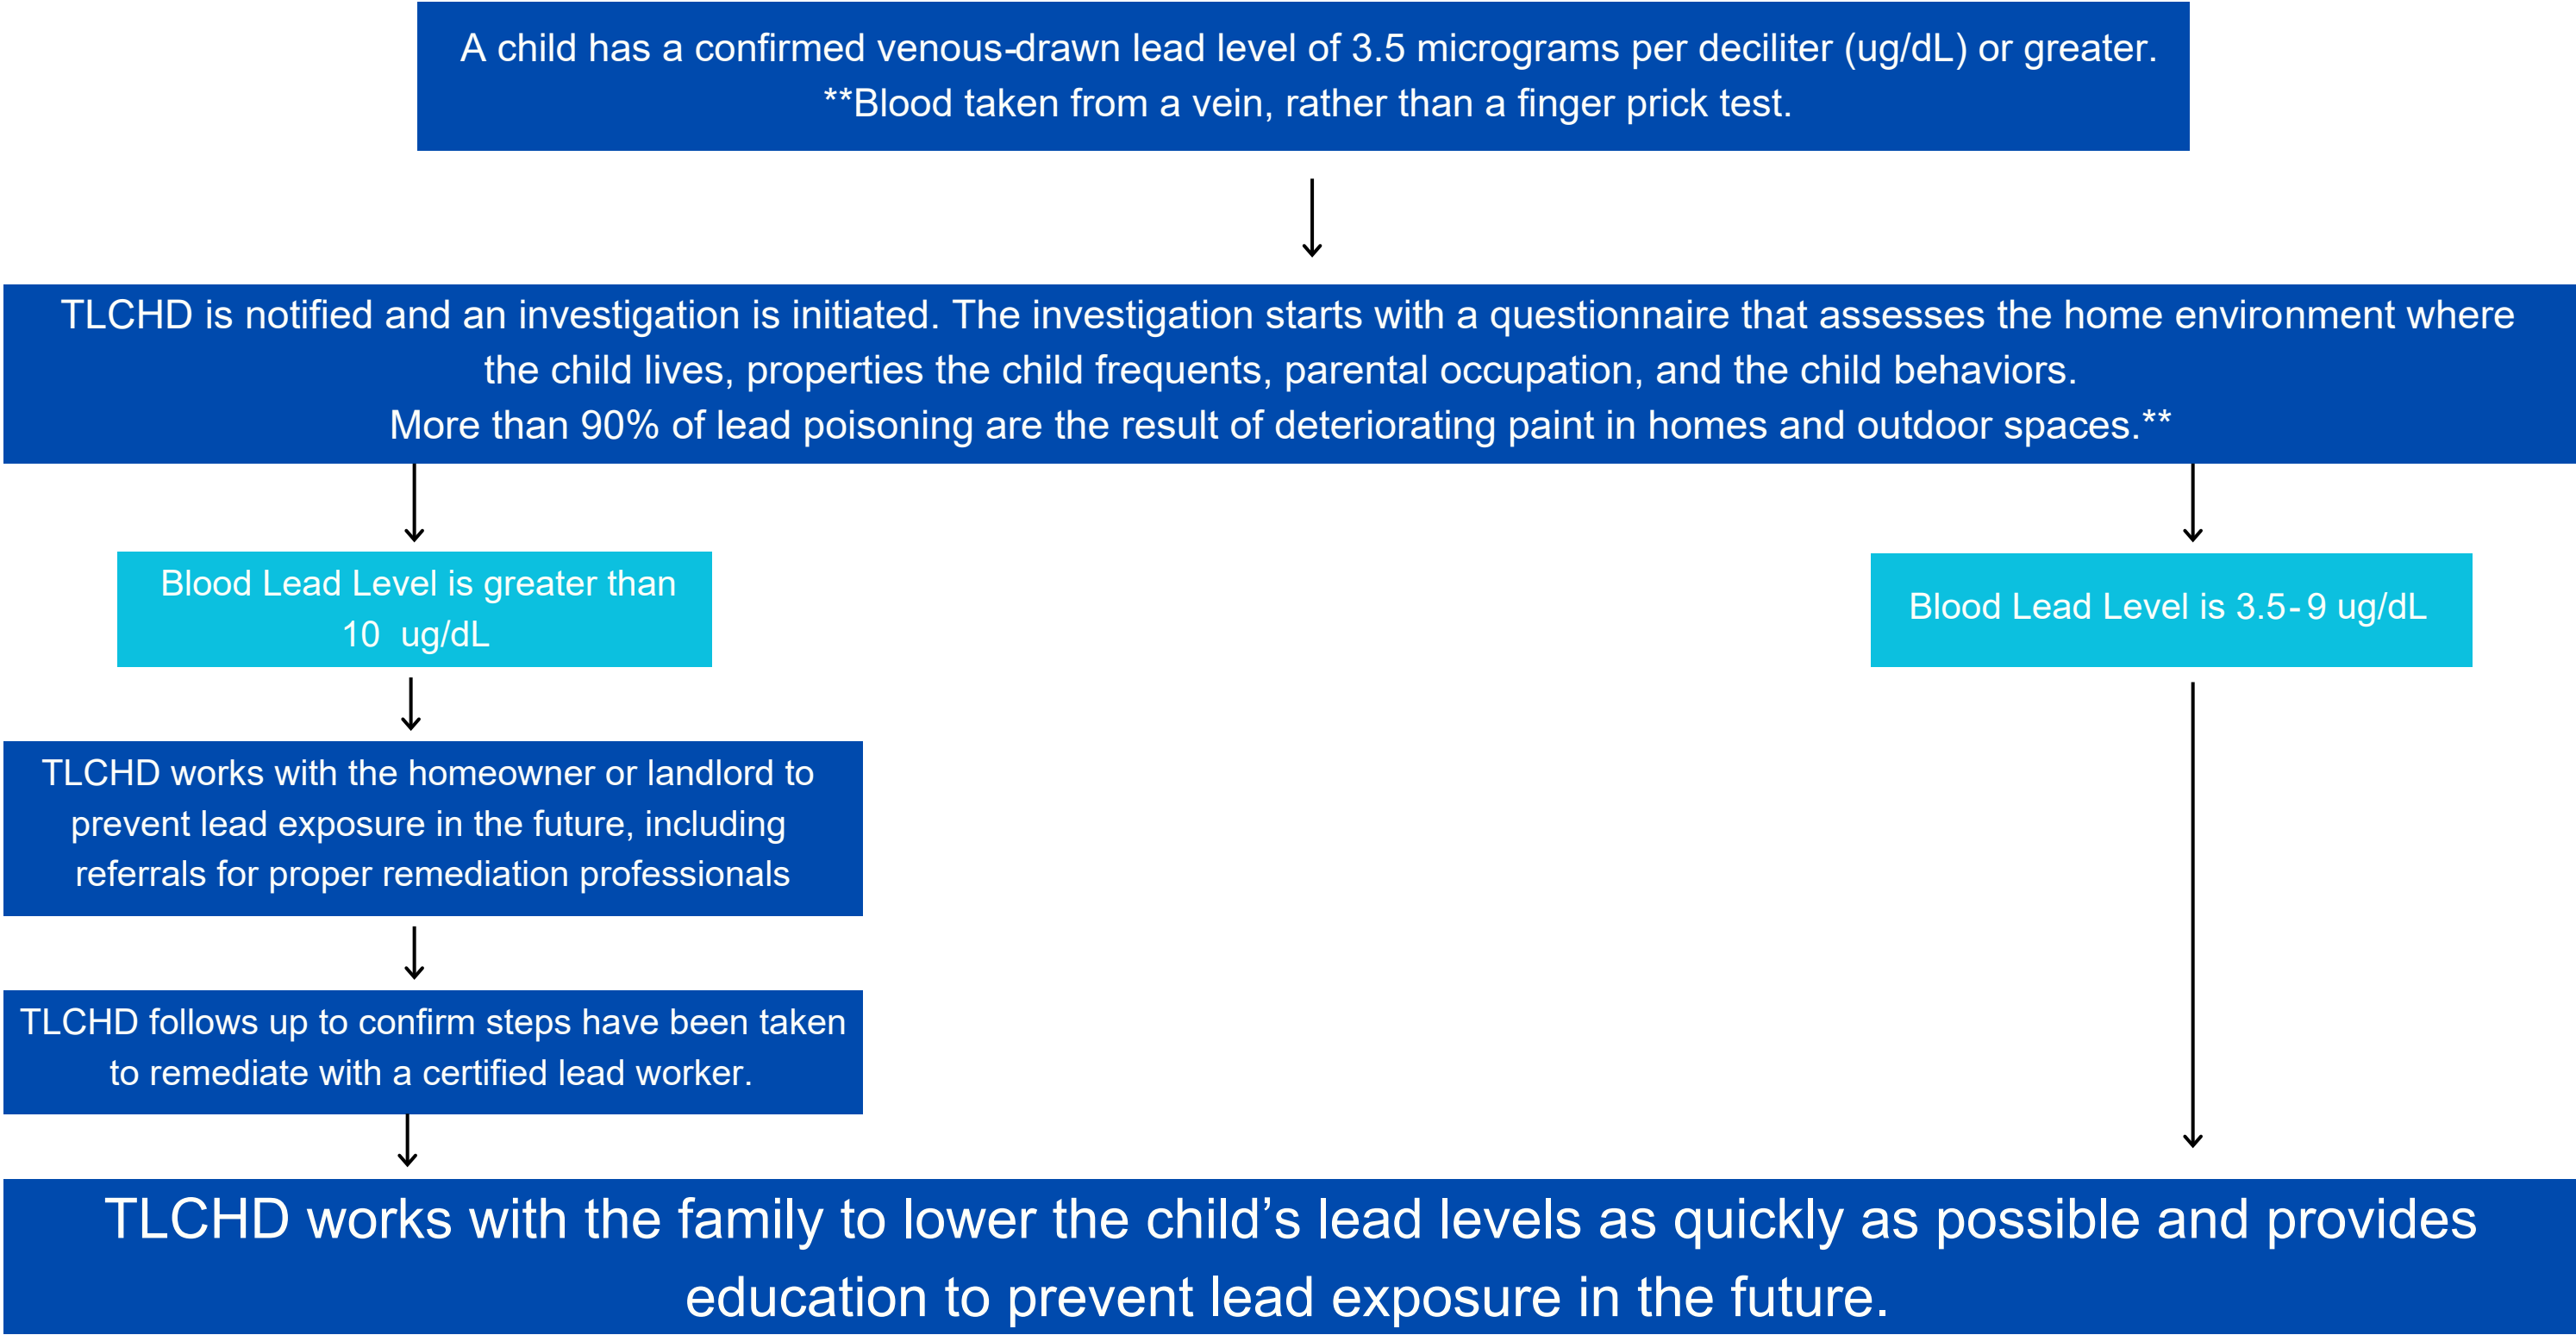 A child has a confirmed venous-drawn lead level of 3.5 micrograms per deciliter (ug/dL) or greater.
**Blood taken from a vein, rather than a finger prick test.
TLCHD is notified and an investigation is initiated. The investigation starts with a questionnaire that assesses the home environment where
the child lives, properties the child frequents, parental occupation, and the child behaviors.
More than 90% of lead poisoning are the result of deteriorating paint in homes and outdoor spaces.**
Blood Lead Level is greater than
10 ug/dL
Blood Lead Level is 3.5-9 ug/dL
TLCHD works with the homeowner or landlord to
prevent lead exposure in the future, including
referrals for proper remediation professionals
TLCHD follows up to confirm steps have been taken
to remediate with a certified lead worker.
TLCHD works with the family to lower the child’s lead levels as quickly as possible and provides
education to prevent lead exposure in the future.